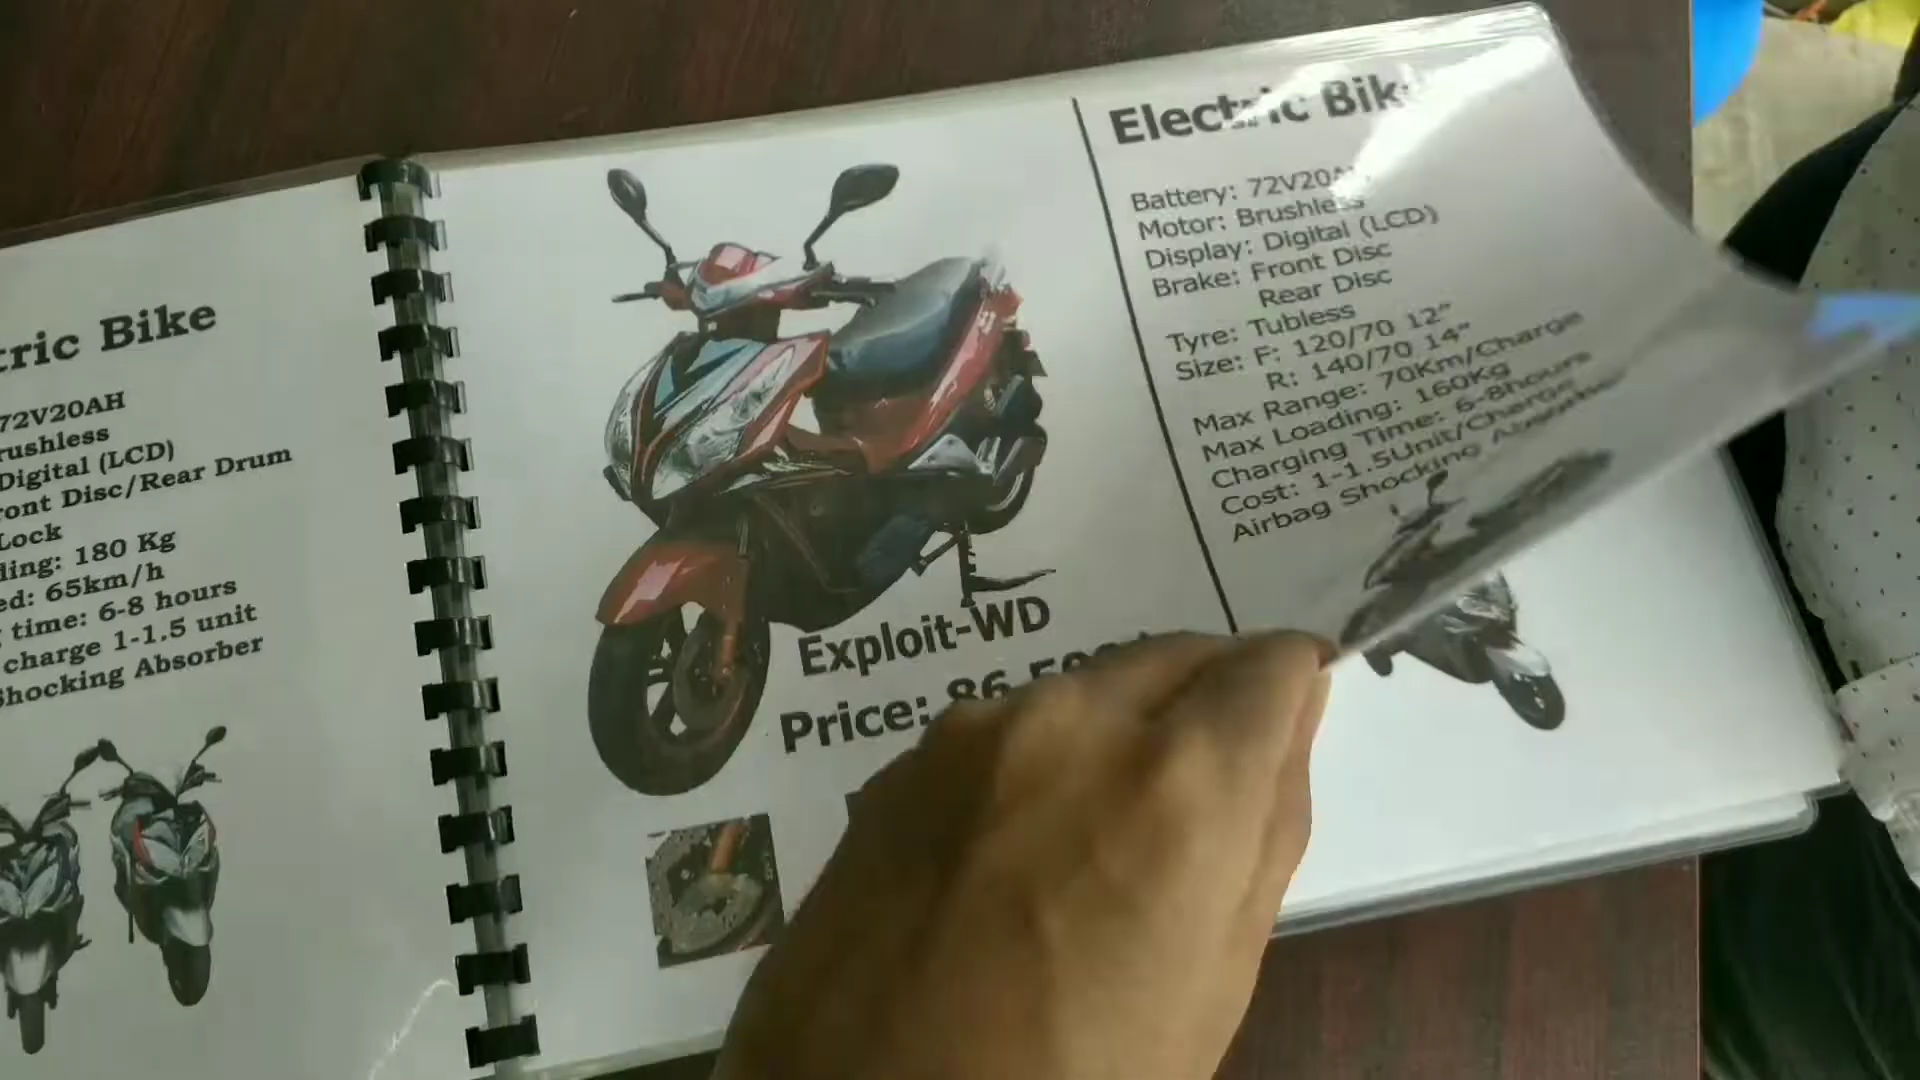 tric Bike
72V20AH
rushless
Digital (LCD)
ront Disc/Rear Drum
Lock
ding: 180 Kg
ed: 65km/h
time: 6-8 hours
charge 1-1.5 unit
Shocking Absorber
Exploit-WD
Price: 86,5
Electric Bik
Battery: 72V20A
Motor: Brushless
Display: Digital (LCD)
Brake: Front Disc
Rear Disc
Tyre: Tubless
Size: F: 120/70 12"
R: 140/70 14"
Max Range: 70Km/Charge
Max Loading: 160Kg
Charging Time: 6-8hours
Cost: 1-1.5Unit/Charge
Airbag Shocking Absorber